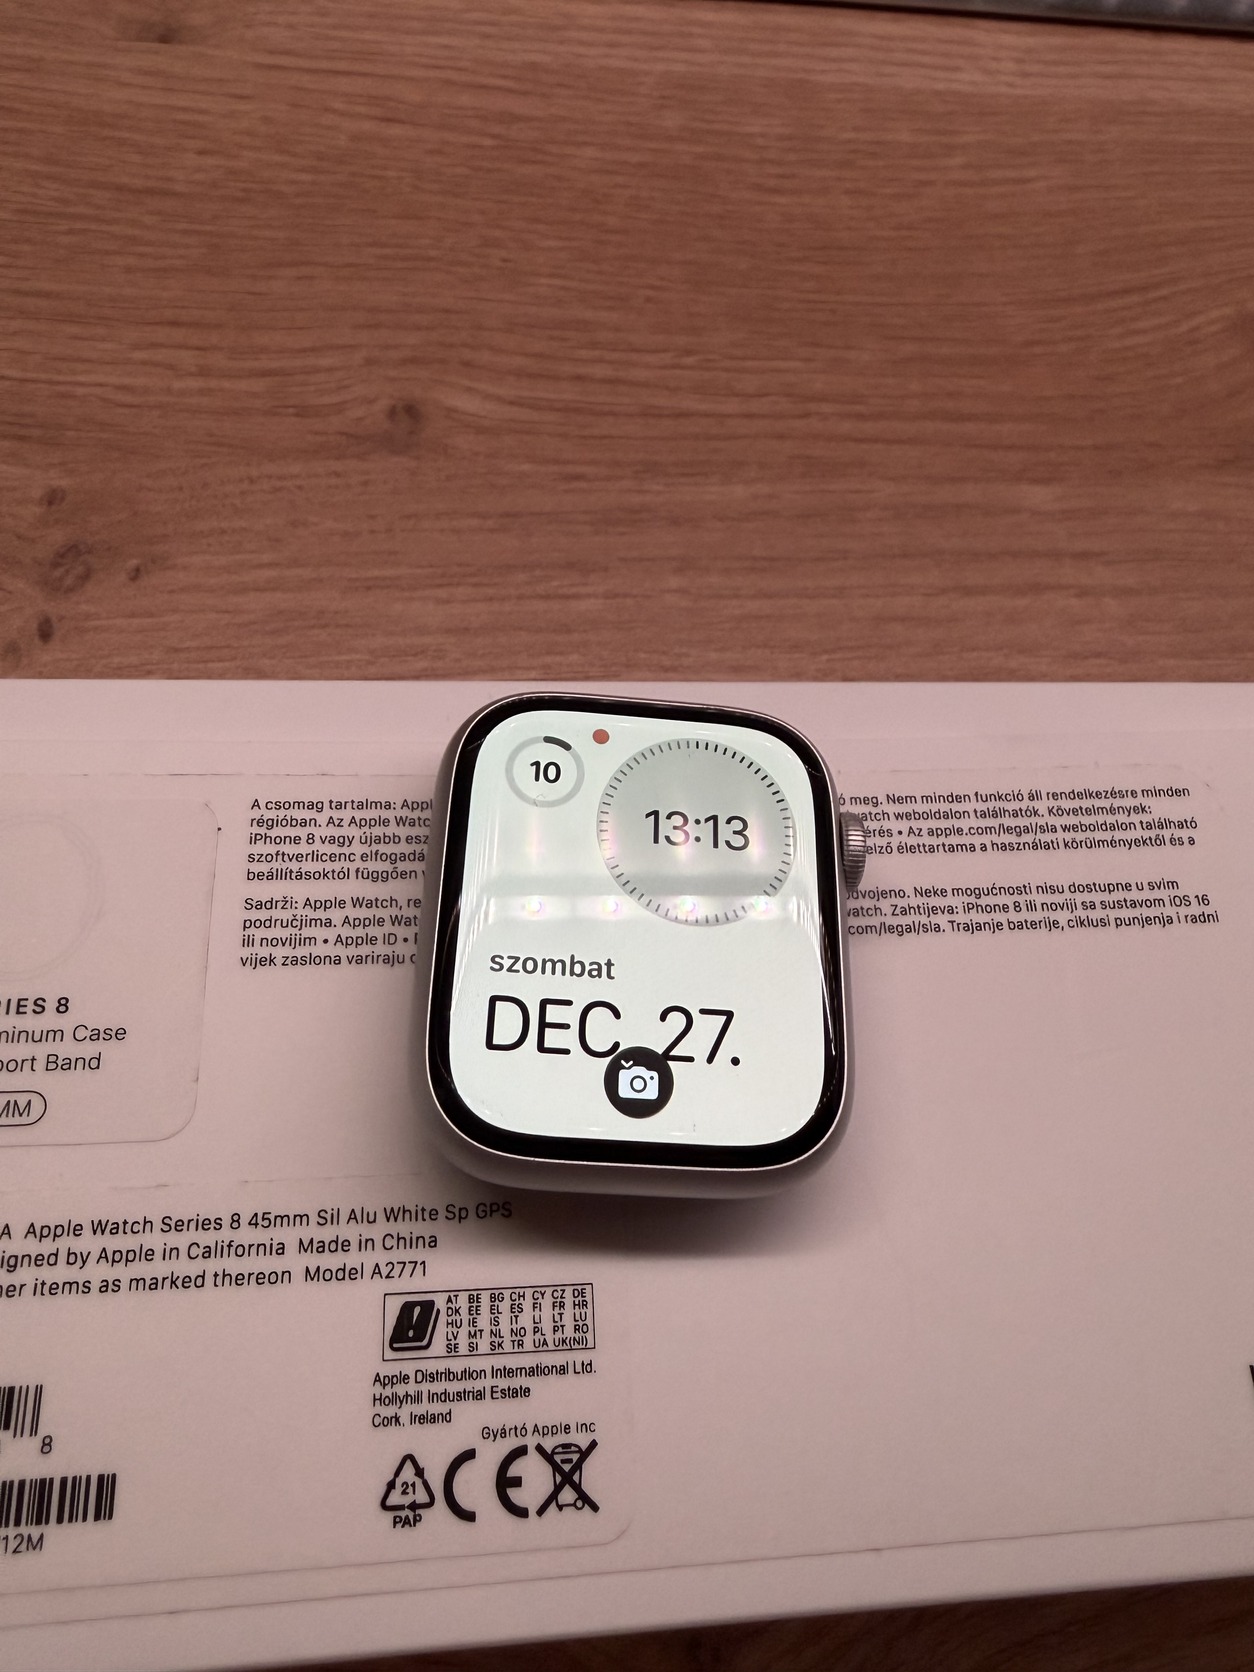 10
13:13
szombat
DEC. 27.
A csomag tartalma: Appl
régióban. Az Apple Watc
iPhone 8 vagy újabb esz
szoftverlicenc elfogadá
beállításoktól függően
Sadrži: Apple Watch, re
područjima. Apple Wat
ili novijim • Apple ID •
vijek zaslona variraju
ó meg. Nem minden funkció áll rendelkezésre minden
watch weboldalon találhatók. Követelmények:
érés • Az apple.com/legal/sla weboldalon található
elző élettartama a használati körülményektől és a
dvojeno. Neke mogućnosti nisu dostupne u svim
watch. Zahtijeva: iPhone 8 ili noviji sa sustavom iOS 16
com/legal/sla. Trajanje baterije, ciklusi punjenja i radni
IES 8
minum Case
port Band
MM
A Apple Watch Series 8 45mm Sil Alu White Sp GPS
igned by Apple in California Made in China
er items as marked thereon Model A2771
AT BE BG CH CY CZ DE
DK EE EL ES FI FR HR
HU IE IS IT LI LT LU
LV MT NL NO PL PT RO
SE SI SK TR UA UK(NI)
Apple Distribution International Ltd.
Hollyhill Industrial Estate
Cork, Ireland
Gyártó Apple Inc
21
PAP
CE
8
12M